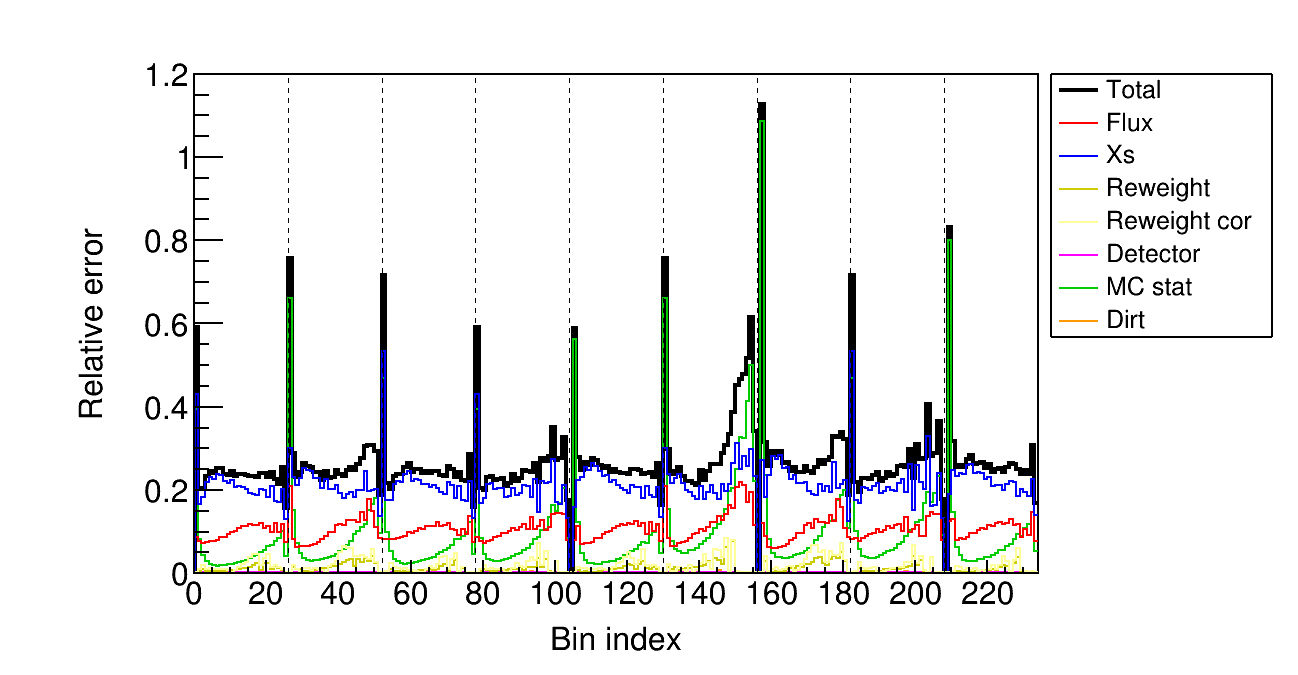 1.2
1
0.8
0.6
0.4
0.2
0
Relative error
0 20 40 60 80 100 120 140 160 180 200 220
Bin index
Total
Flux
Xs
Reweight
Reweight cor
Detector
MC stat
Dirt